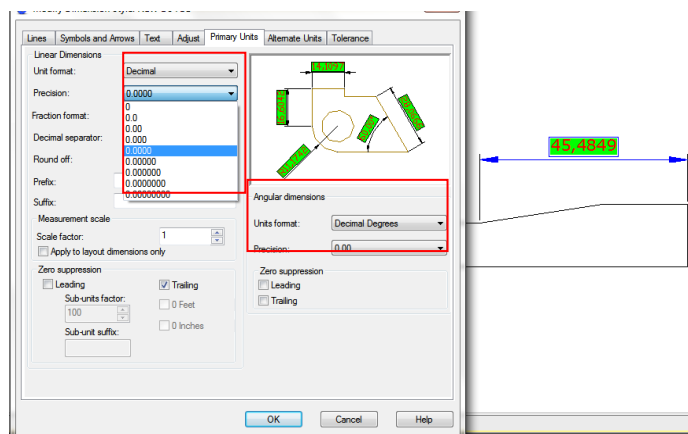 Lines Symbols and Arrows Text Adjust Primary Units Alternate Units Tolerance
Linear Dimensions
Unit format: Decimal
Precision: 0.0000
0
0.0
0.00
0.000
0.0000
0.00000
0.000000
0.0000000
0.00000000
Fraction format:
Decimal separator:
Round off:
Prefix:
Suffix:
Measurement scale
Scale factor: 1
Apply to layout dimensions only
Zero suppression
Leading Trailing
Sub-units factor: 0 Feet
100
Sub-unit suffix: 0 Inches
Angular dimensions
Units format: Decimal Degrees
Precision: 0.00
Zero suppression
Leading
Trailing
OK Cancel Help
45,4849